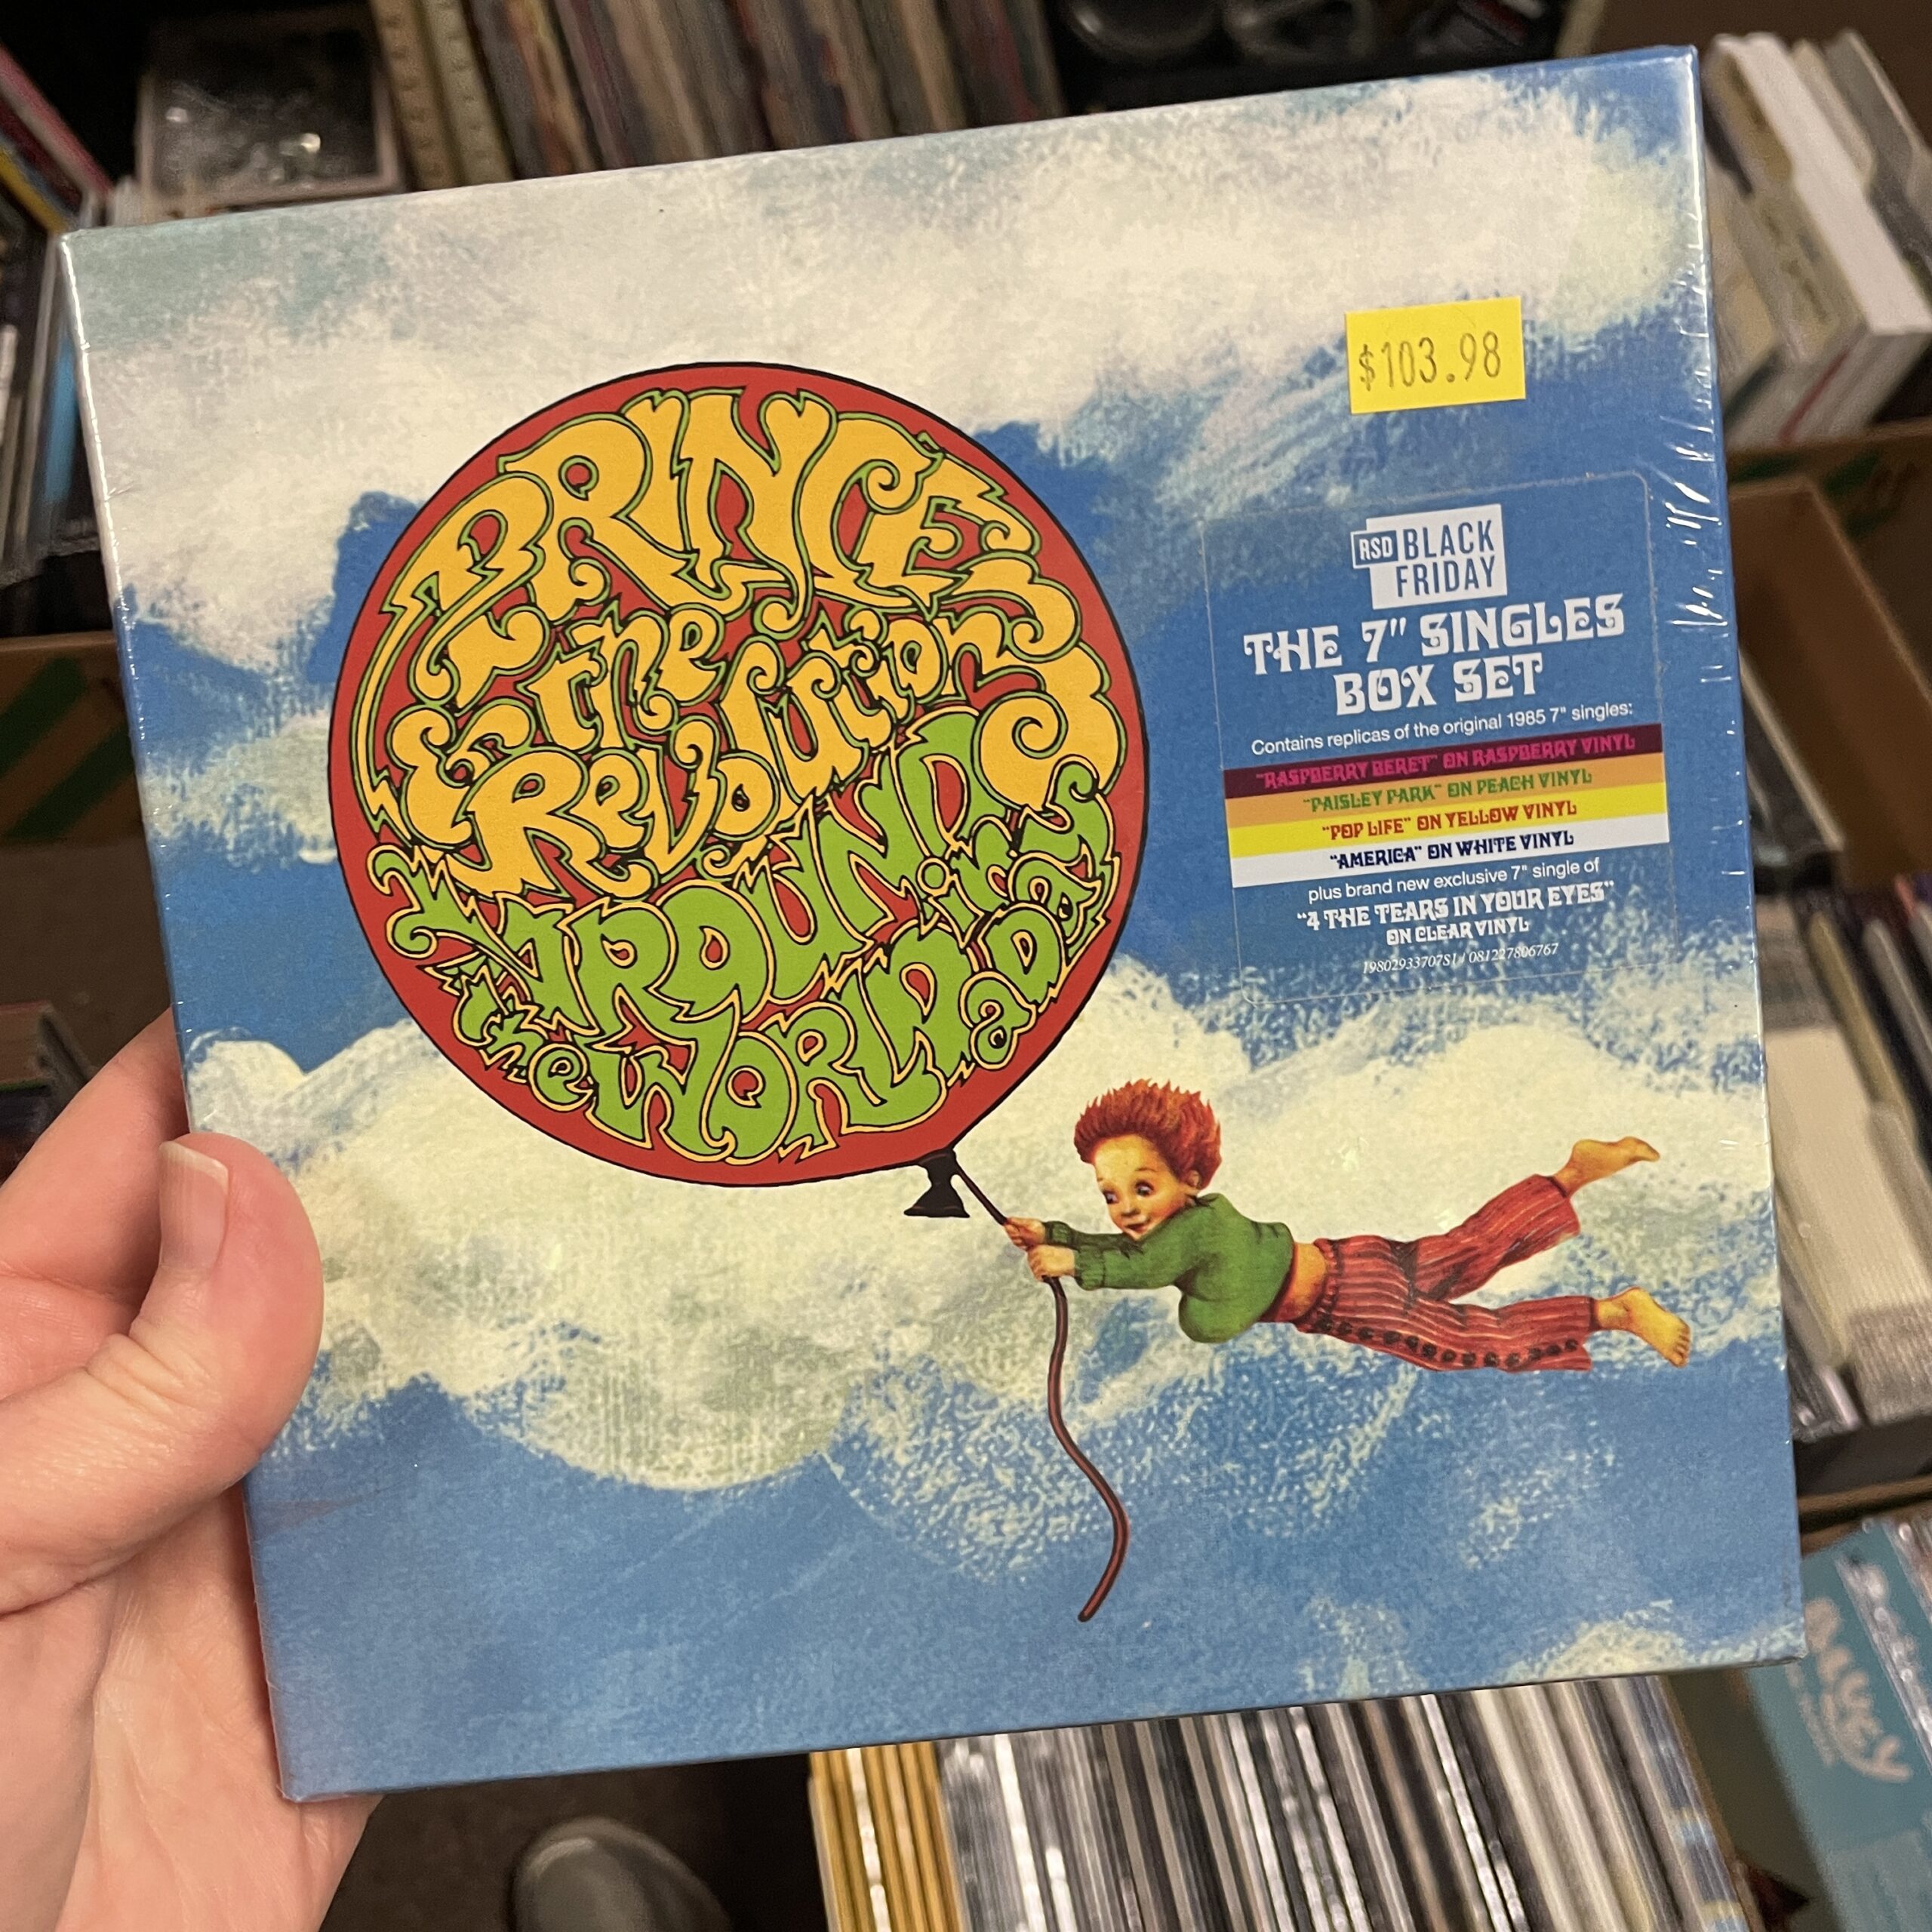 $103.98
PRINCE
& the
Revolution
AROUND
the WORLD
in a Day
RSD BLACK
FRIDAY
THE 7" SINGLES
BOX SET
Contains replicas of the original 1985 7" singles:
"RASPBERRY BERET" ON RASPBERRY VINYL
"PAISLEY PARK" ON PEACH VINYL
"POP LIFE" ON YELLOW VINYL
"AMERICA" ON WHITE VINYL
plus brand new exclusive 7" single of
"4 THE TEARS IN YOUR EYES"
ON CLEAR VINYL
19802933707S1 / 081227806767